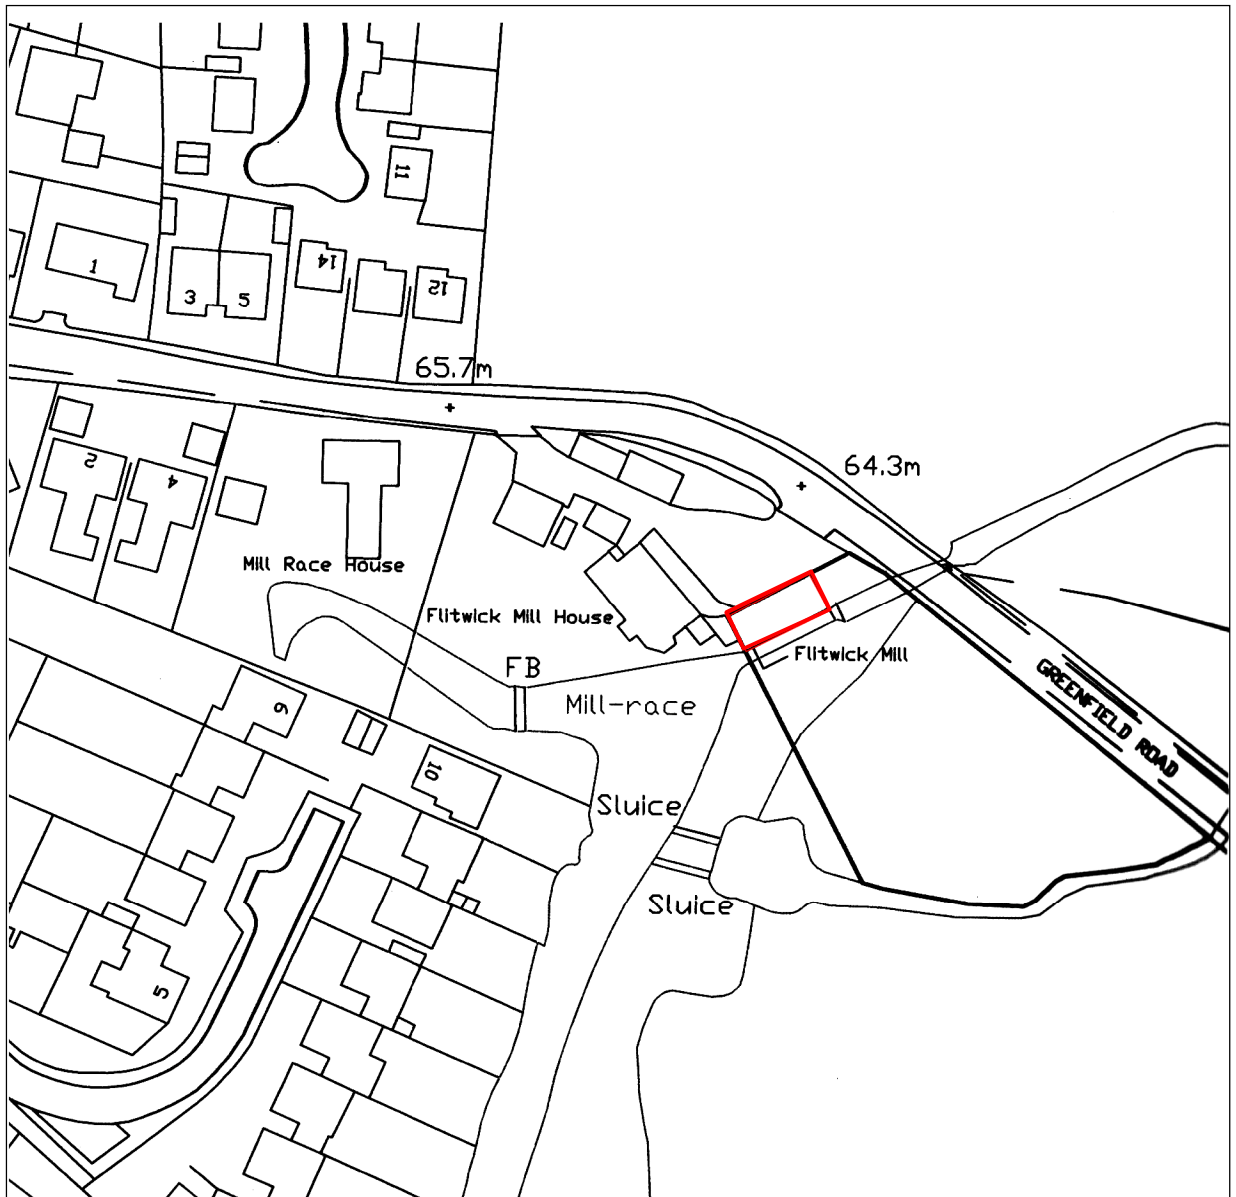 11
14
12
1
3
5
65.7m
64.3m
2
4
Mill Race House
Flitwick Mill House
Flitwick Mill
FB
Mill-race
GREENFIELD ROAD
9
10
Sluice
Sluice
5